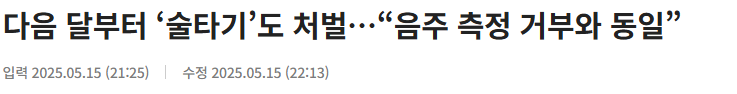 다음 달부터 ‘술타기’도 처벌…“음주 측정 거부와 동일”
입력 2025.05.15 (21:25) 수정 2025.05.15 (22:13)